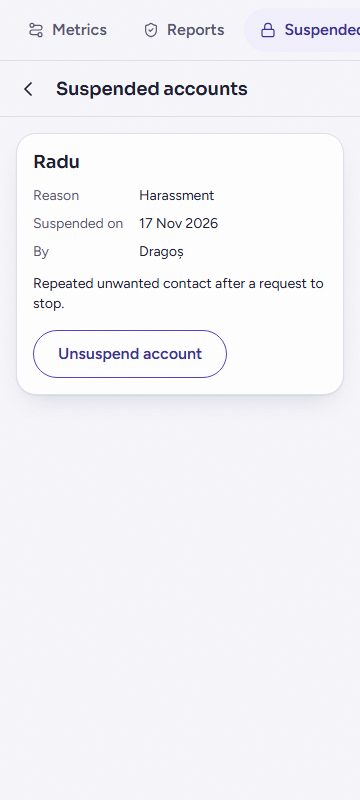 Metrics Reports Suspended
Suspended accounts
Radu
Reason Harassment
Suspended on 17 Nov 2026
By Dragoș
Repeated unwanted contact after a request to
stop.
Unsuspend account